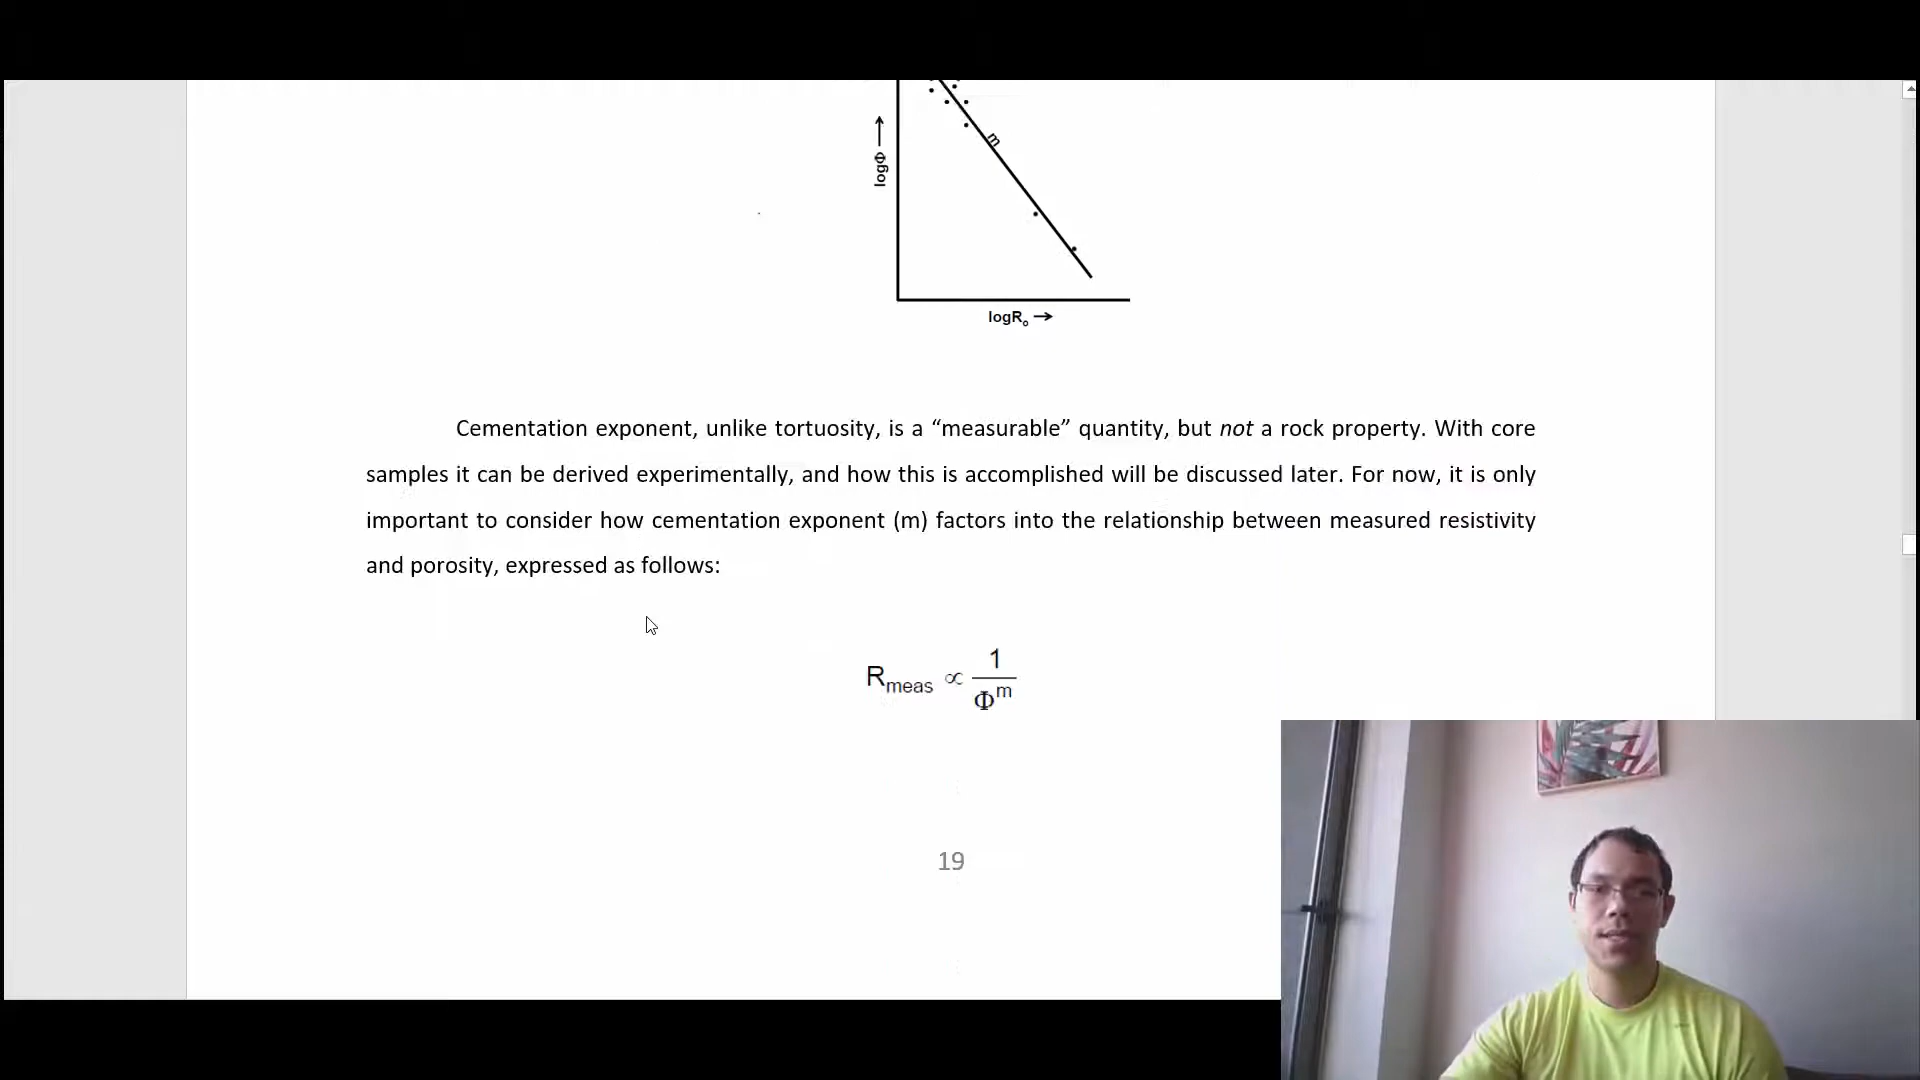 m
logΦ
logRo
Cementation exponent, unlike tortuosity, is a “measurable” quantity, but not a rock property. With core
samples it can be derived experimentally, and how this is accomplished will be discussed later. For now, it is only
important to consider how cementation exponent (m) factors into the relationship between measured resistivity
and porosity, expressed as follows:
Rmeas ∝ 1/Φ^m
19